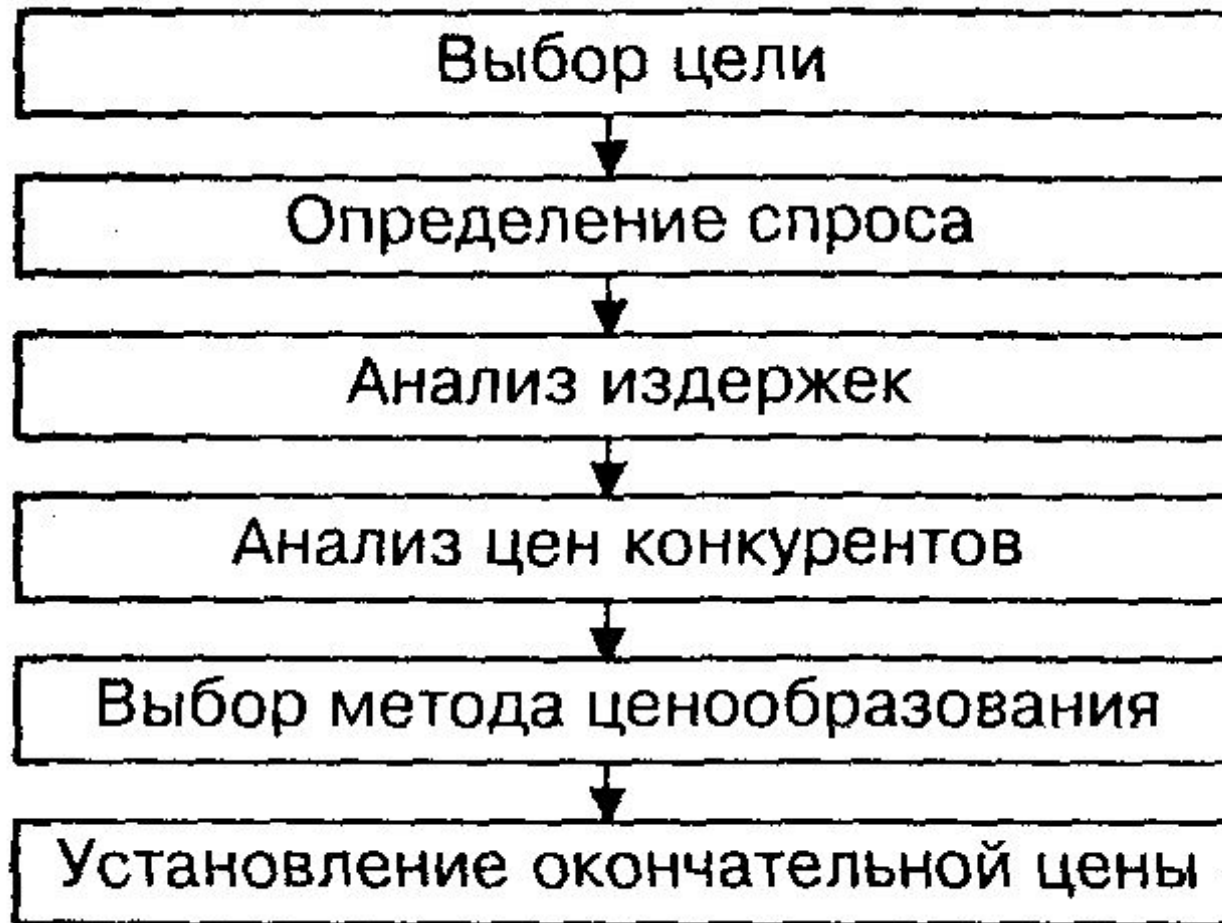 Выбор цели
Определение спроса
Анализ издержек
Анализ цен конкурентов
Выбор метода ценообразования
Установление окончательной цены